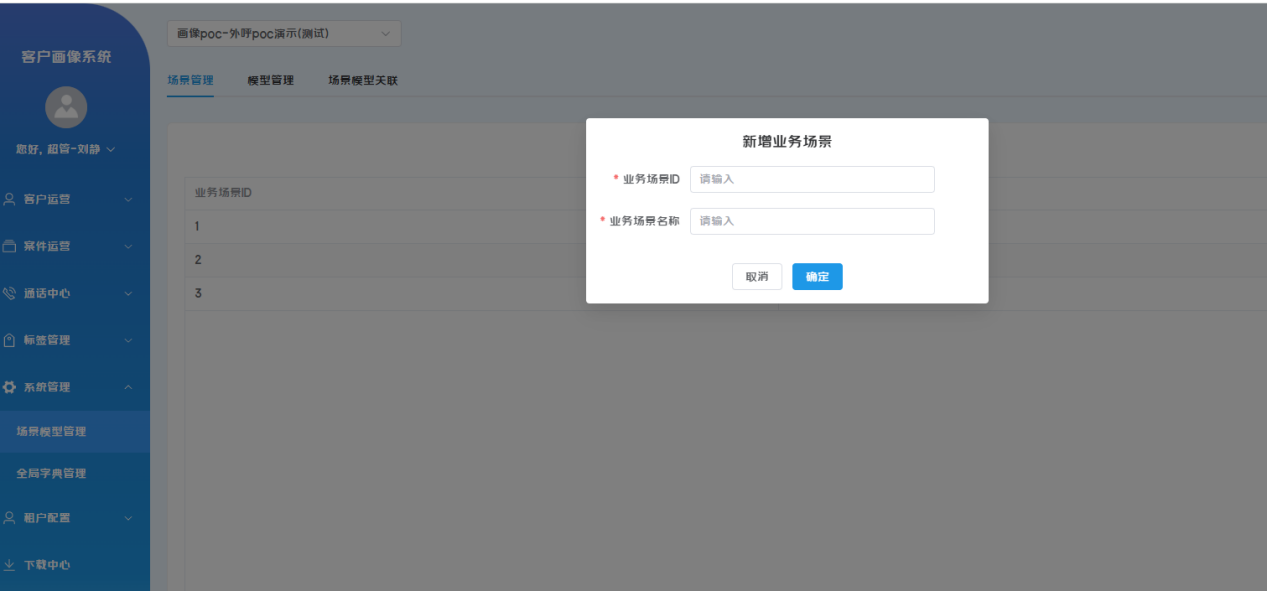 客户画像系统
您好, 超管-刘静
客户运营
案件运营
通话中心
标签管理
系统管理
场景模型管理
全局字典管理
租户配置
下载中心
画像poc-外呼poc演示(测试)
场景管理 模型管理 场景模型关联
业务场景ID
1
2
3
新增业务场景
* 业务场景ID 请输入
* 业务场景名称 请输入
取消 确定